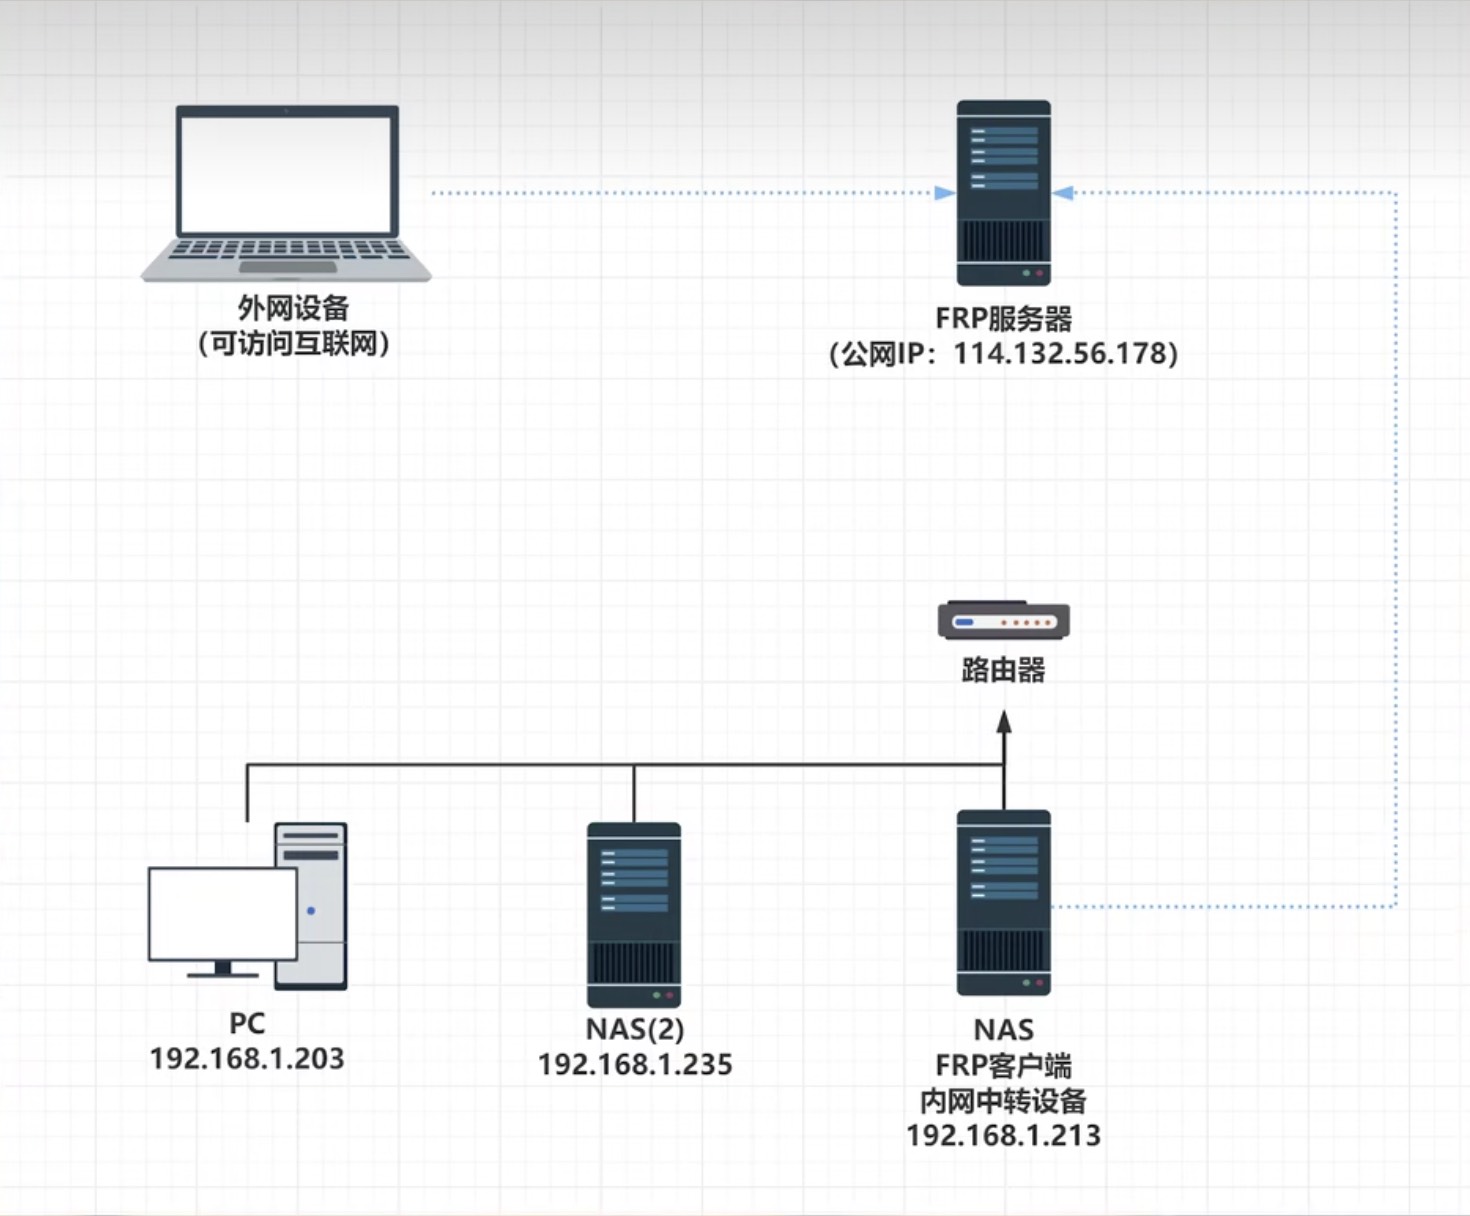 外网设备
（可访问互联网）
FRP服务器
（公网IP：114.132.56.178）
路由器
PC
192.168.1.203
NAS(2)
192.168.1.235
NAS
FRP客户端
内网中转设备
192.168.1.213